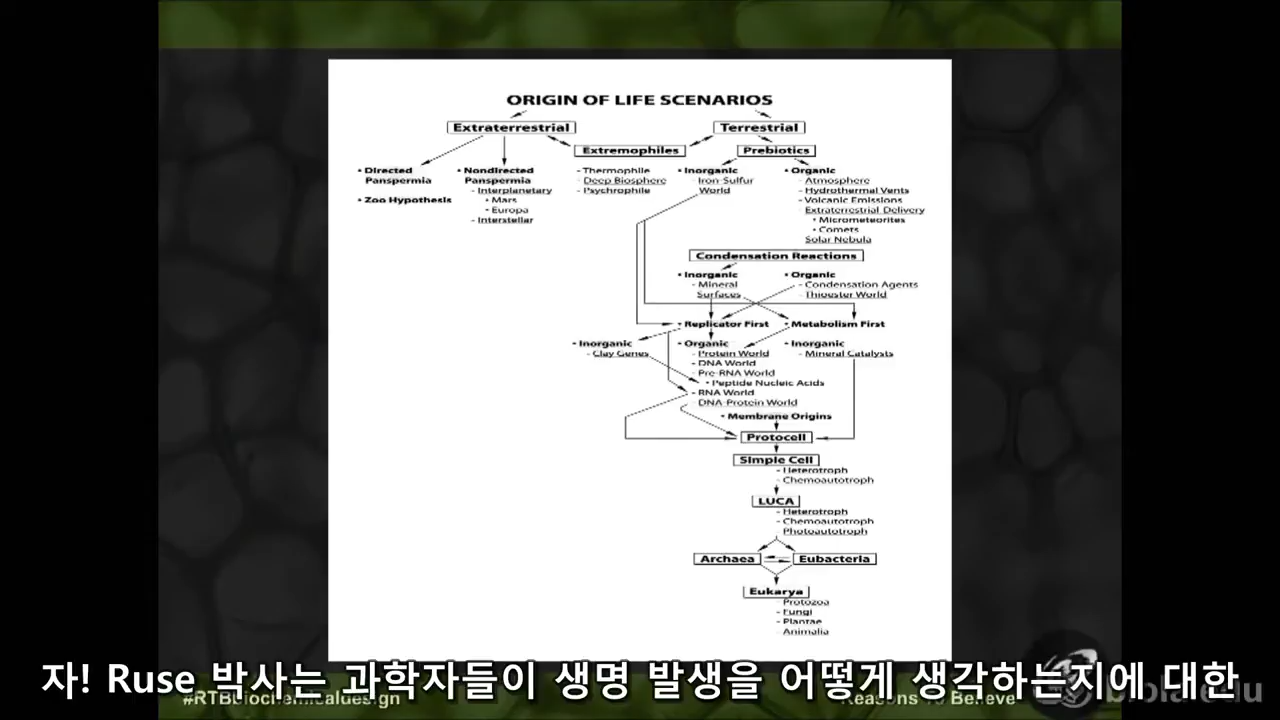 ORIGIN OF LIFE SCENARIOS
Extraterrestrial
Terrestrial
Extremophiles
Prebiotics
• Directed Panspermia
• Zoo Hypothesis
• Nondirected Panspermia
- Interplanetary
• Mars
• Europa
- Interstellar
- Thermophile
- Deep Biosphere
- Psychrophile
• Inorganic
- Iron-Sulfur World
• Organic
- Atmosphere
- Hydrothermal Vents
- Volcanic Emissions
- Extraterrestrial Delivery
• Micrometeorites
• Comets
- Solar Nebula
Condensation Reactions
• Inorganic
- Mineral Surfaces
• Organic
- Condensation Agents
- Thioester World
• Replicator First
• Metabolism First
• Inorganic
- Clay Genes
• Organic
- Protein World
- DNA World
- Pre-RNA World
• Peptide Nucleic Acids
- RNA World
- DNA-Protein World
• Inorganic
- Mineral Catalysts
• Membrane Origins
Protocell
Simple Cell
- Heterotroph
- Chemoautotroph
LUCA
- Heterotroph
- Chemoautotroph
- Photoautotroph
Archaea
Eubacteria
Eukarya
- Protozoa
- Fungi
- Plantae
- Animalia
자! Ruse 박사는 과학자들이 생명 발생을 어떻게 생각하는지에 대한
#RTBbiochemicaldesign
Reasons To Believe
biola.edu